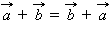 a⃗ + b⃗ = b⃗ + a⃗